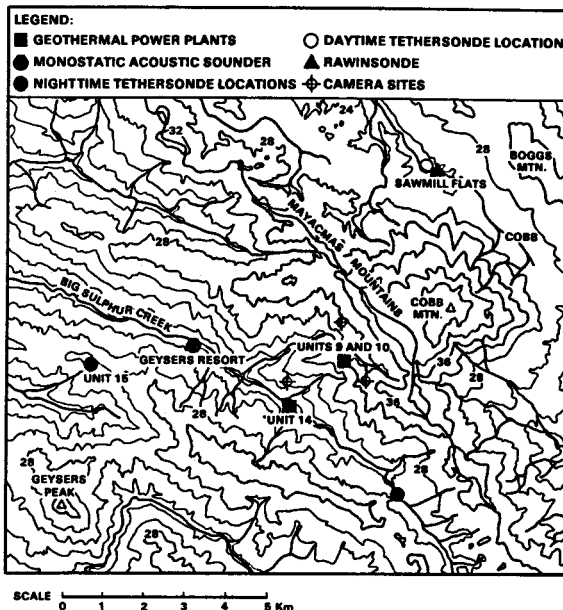 LEGEND:
GEOTHERMAL POWER PLANTS
DAYTIME TETHERSONDE LOCATION
MONOSTATIC ACOUSTIC SOUNDER
RAWINSONDE
NIGHTTIME TETHERSONDE LOCATIONS
CAMERA SITES
24
32
28
28
BOGGS
MTN.
SAWMILL FLATS
MAYACMAS MOUNTAINS
COBB
28
BIG SULPHUR CREEK
COBB
MTN.
GEYSERS RESORT
UNITS 9 AND 10
36
UNIT 15
28
36
28
UNIT 14
28
28
GEYSERS
PEAK
28
SCALE
0 1 2 3 4 5 Km